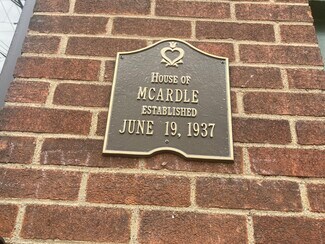 House of
McArdle
Established
June 19, 1937